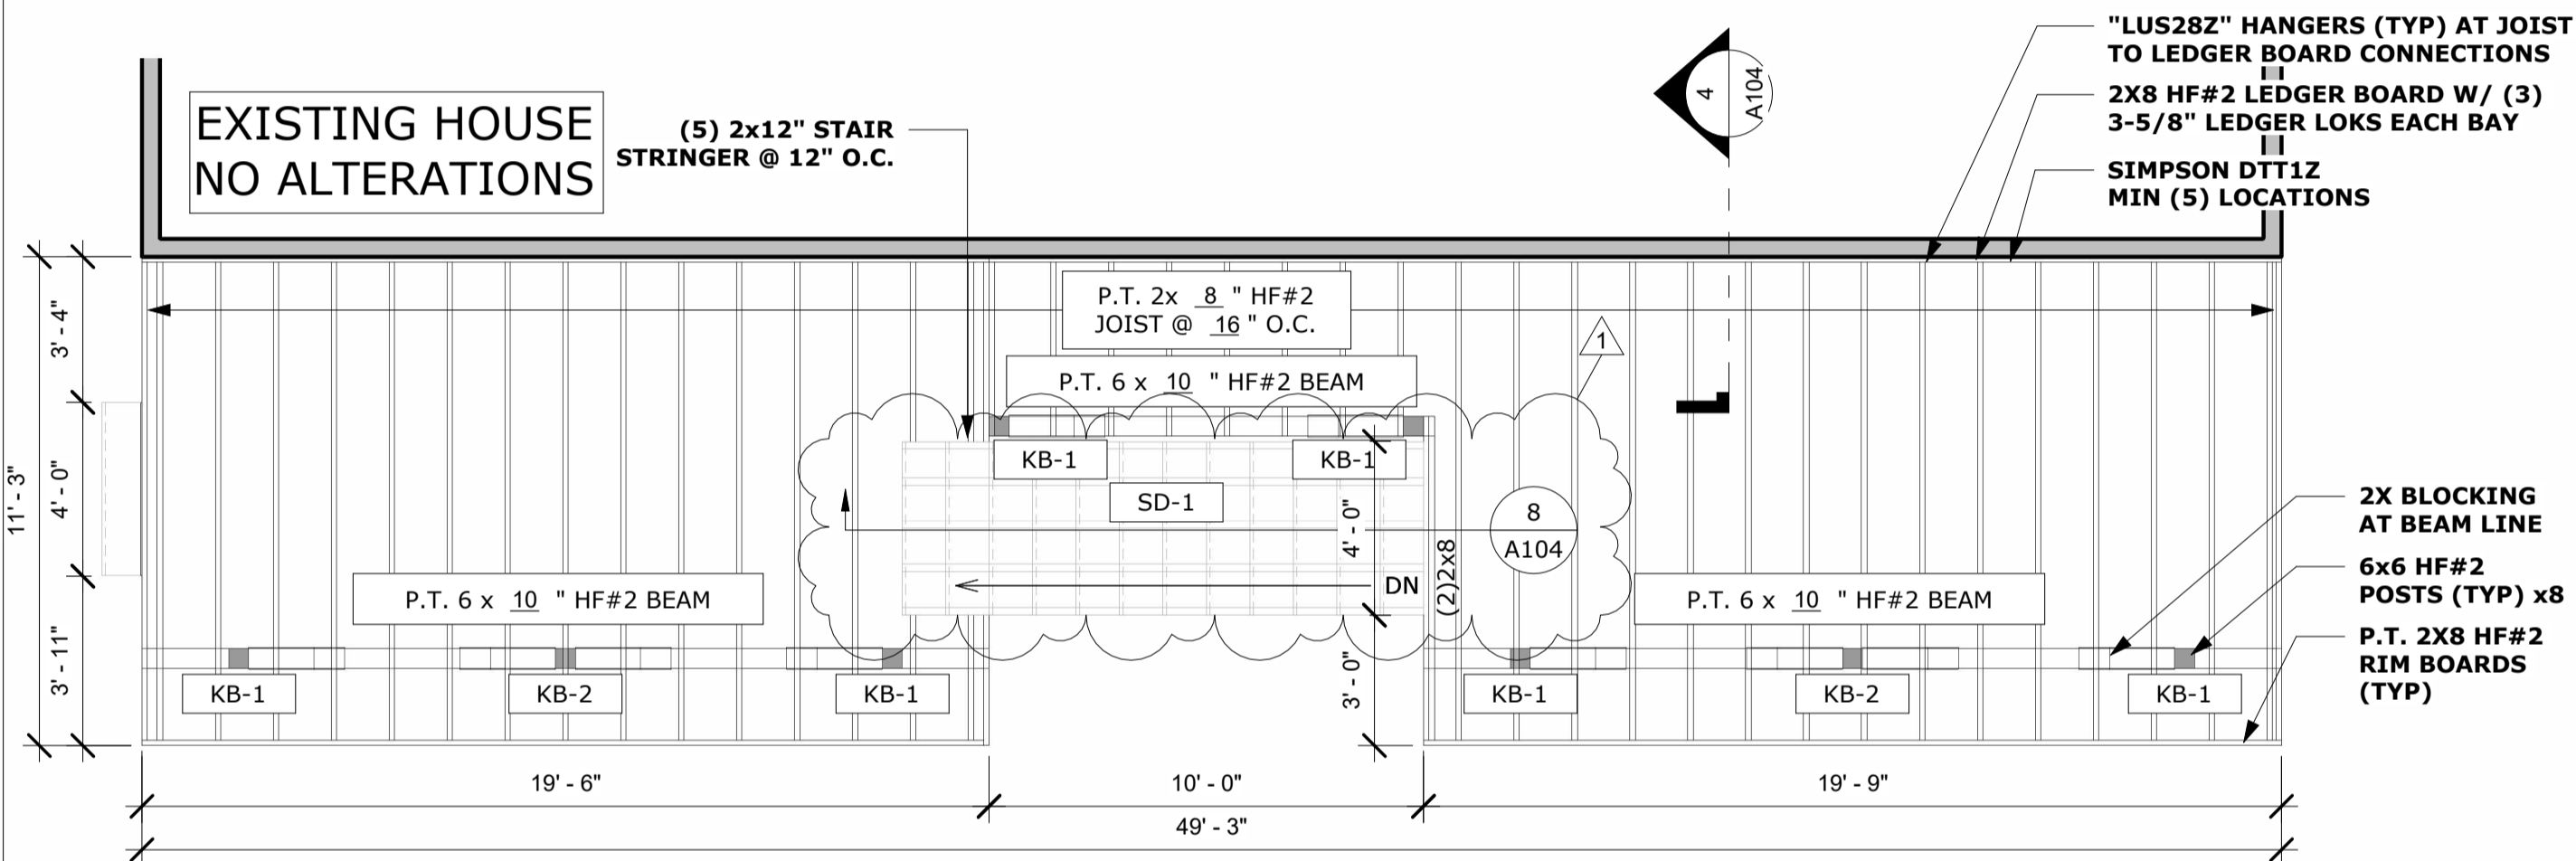 "LUS28Z" HANGERS (TYP) AT JOIST
TO LEDGER BOARD CONNECTIONS
2X8 HF#2 LEDGER BOARD W/ (3)
3-5/8" LEDGER LOKS EACH BAY
SIMPSON DTT1Z
MIN (5) LOCATIONS
4
A104
EXISTING HOUSE
NO ALTERATIONS
(5) 2x12" STAIR
STRINGER @ 12" O.C.
P.T. 2x 8 " HF#2
JOIST @ 16 " O.C.
P.T. 6 x 10 " HF#2 BEAM
1
3' - 4"
4' - 0"
3' - 11"
11' - 3"
KB-1
KB-1
SD-1
4' - 0"
DN
(2)2x8
3' - 0"
8
A104
P.T. 6 x 10 " HF#2 BEAM
P.T. 6 x 10 " HF#2 BEAM
2X BLOCKING
AT BEAM LINE
6x6 HF#2
POSTS (TYP) x8
P.T. 2X8 HF#2
RIM BOARDS
(TYP)
KB-1
KB-2
KB-1
KB-1
KB-2
KB-1
19' - 6"
10' - 0"
19' - 9"
49' - 3"